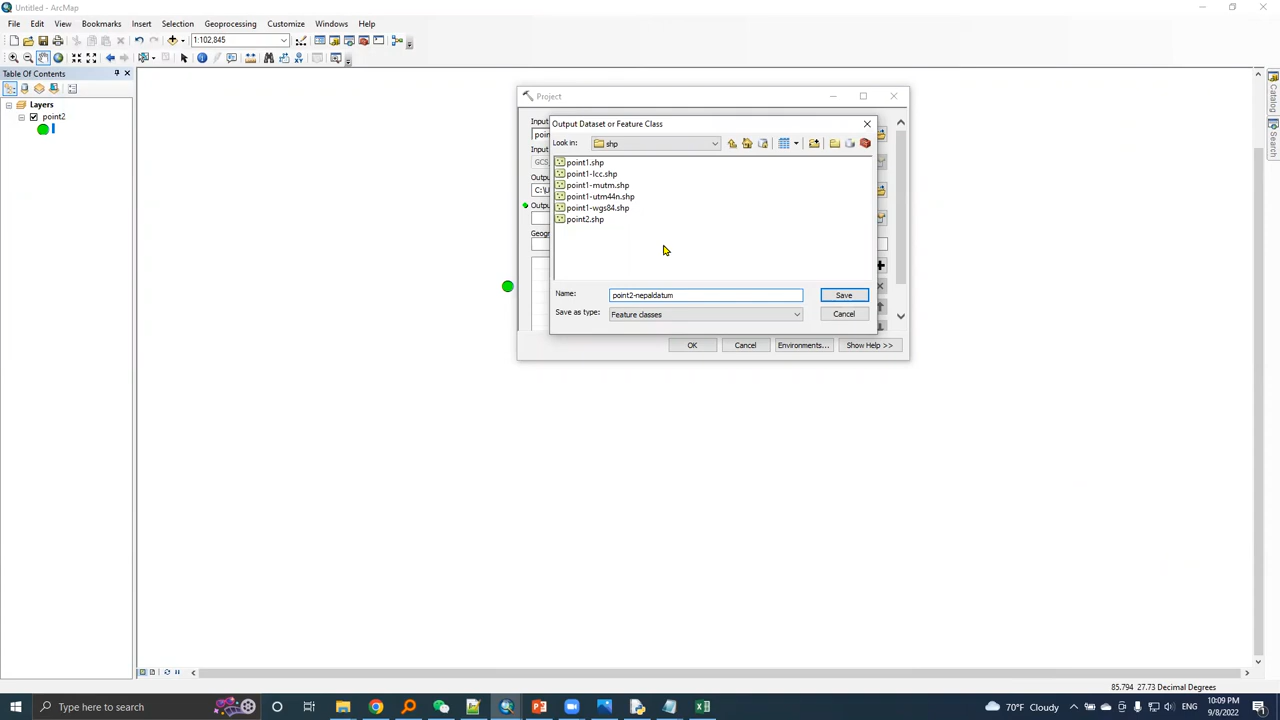 Untitled - ArcMap
File Edit View Bookmarks Insert Selection Geoprocessing Customize Windows Help
1:102,845
Table Of Contents
Layers
point2
Project
Output Dataset or Feature Class
Look in: shp
point1.shp
point1-lcc.shp
point1-mutm.shp
point1-utm44n.shp
point1-wgs84.shp
point2.shp
Name: point2-nepaldatum
Save
Save as type: Feature classes
Cancel
OK Cancel Environments... Show Help >>
Catalog
Search
85.794 27.73 Decimal Degrees
Type here to search
70°F Cloudy
ENG
10:09 PM
9/8/2022